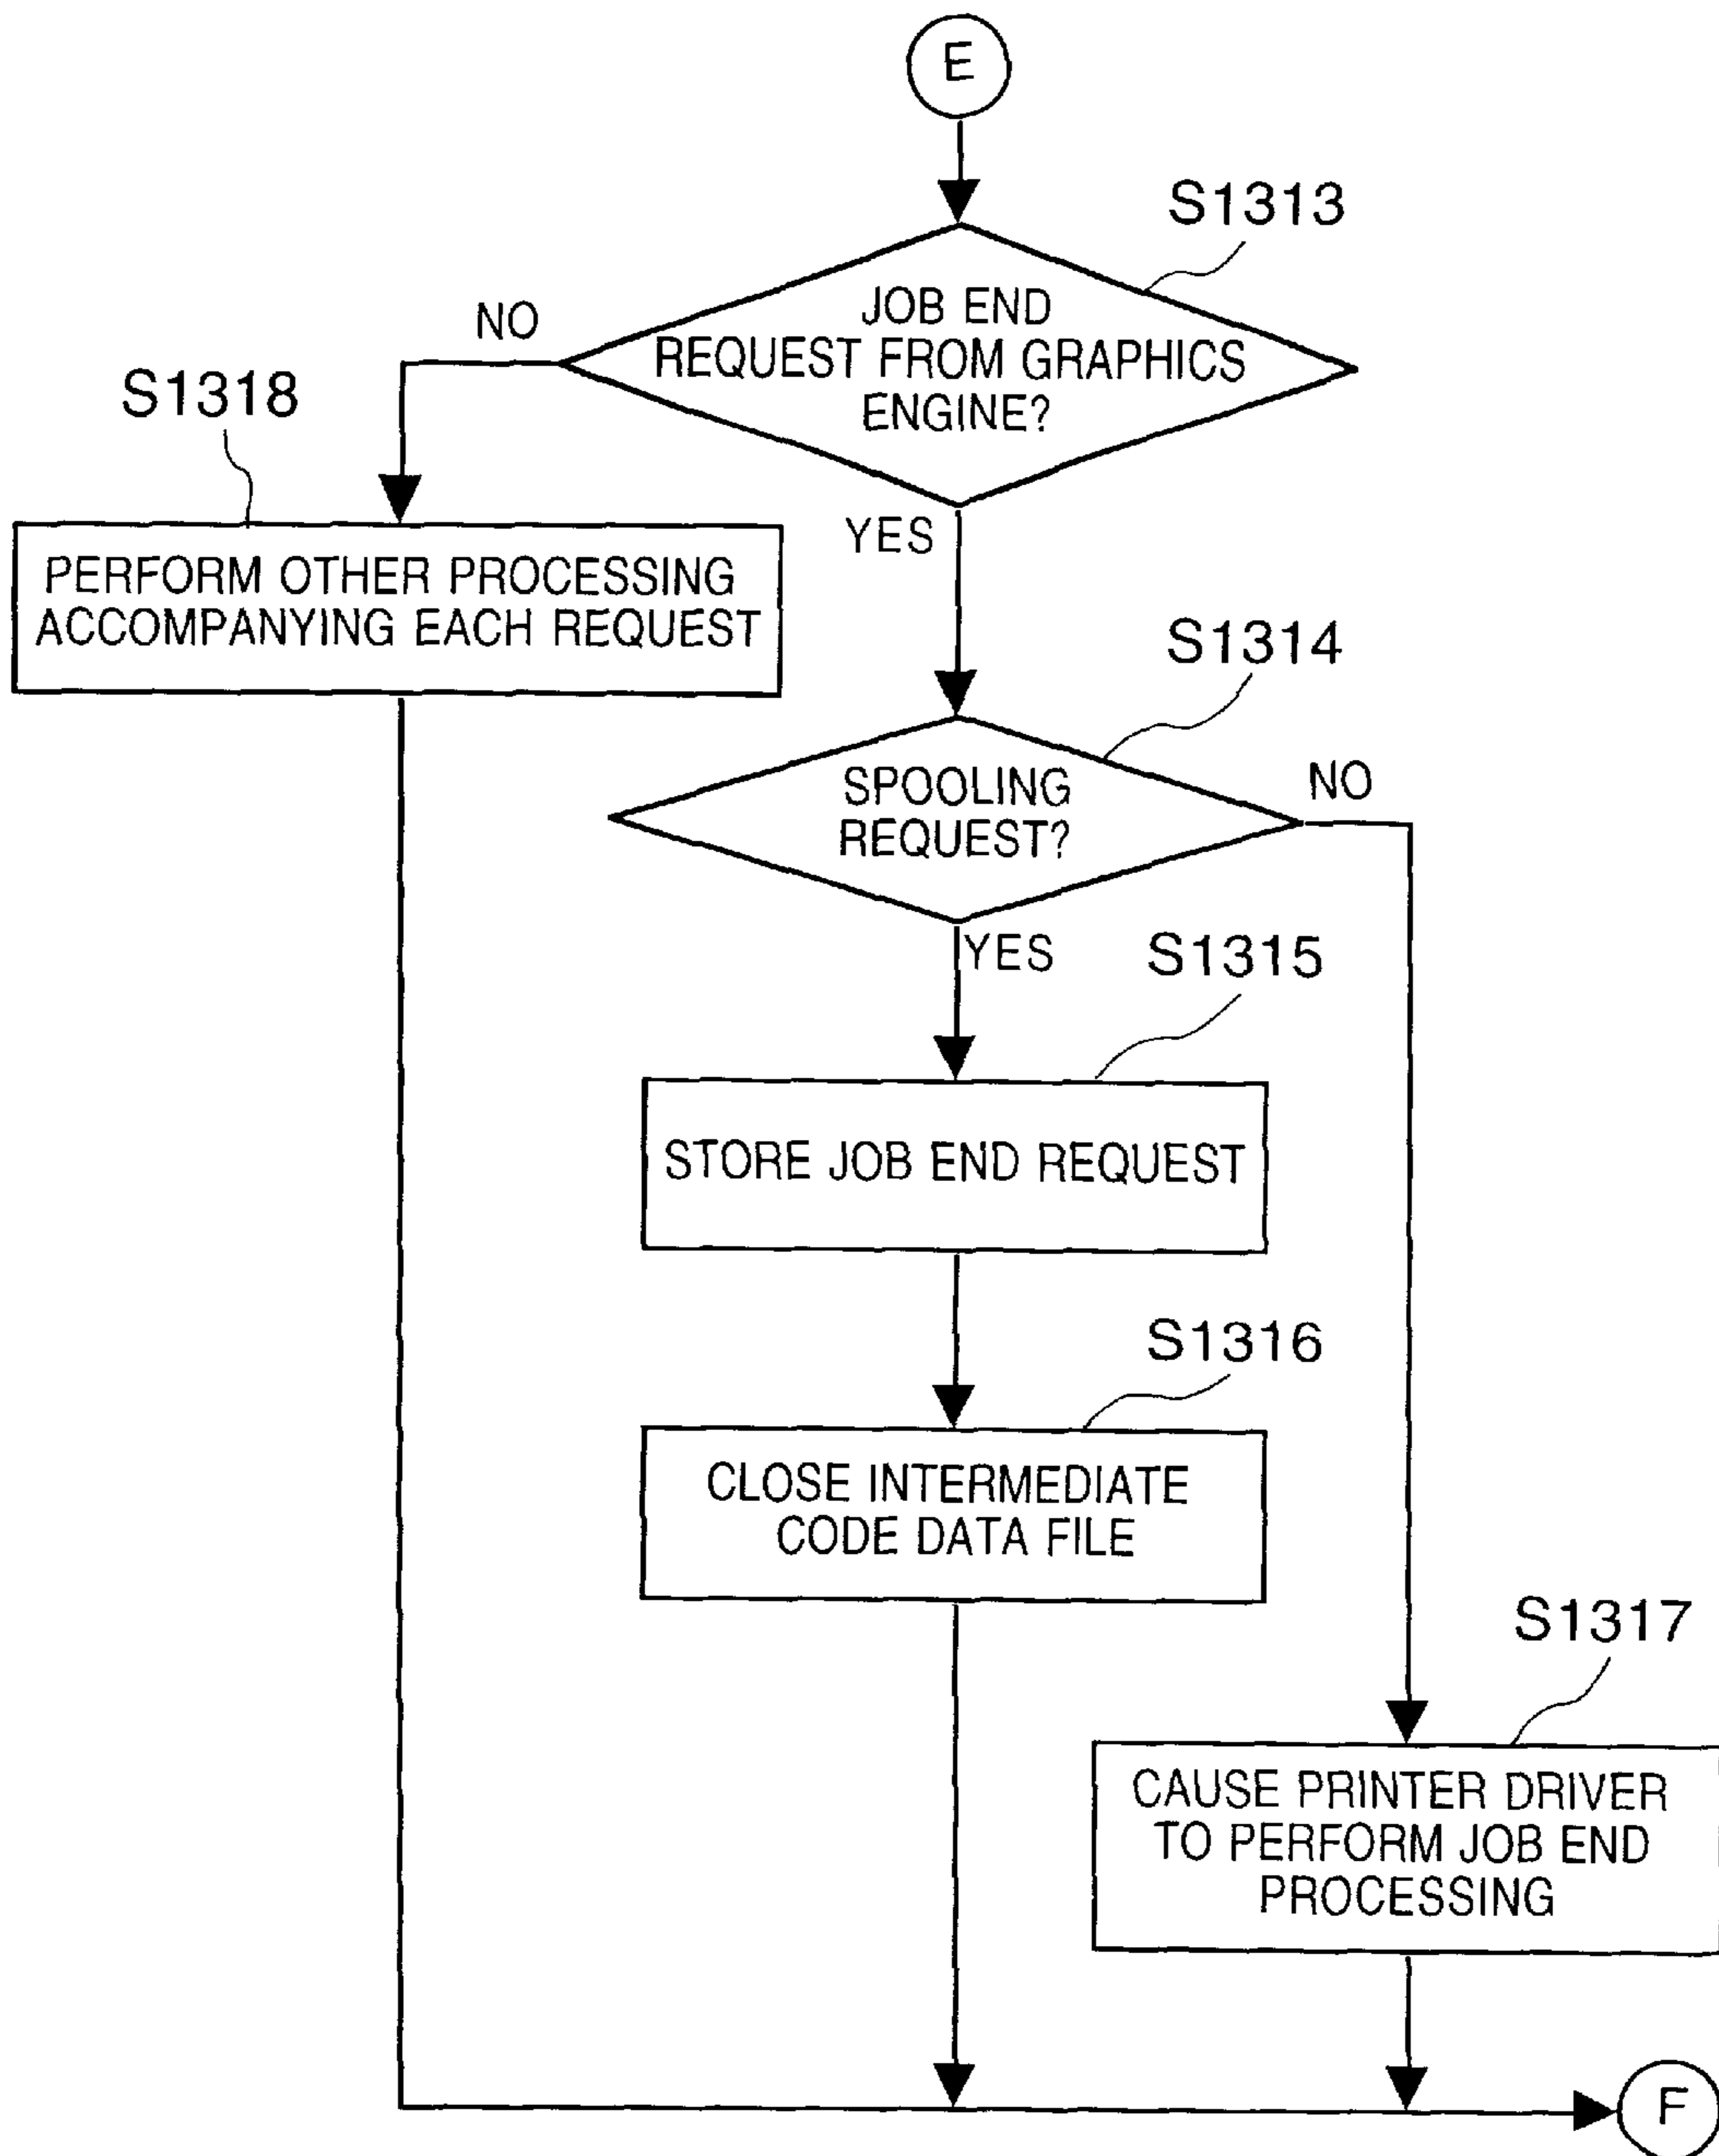 E
S1313
JOB END
REQUEST FROM GRAPHICS
ENGINE?
NO
S1318
PERFORM OTHER PROCESSING
ACCOMPANYING EACH REQUEST
YES
S1314
SPOOLING
REQUEST?
NO
YES
S1315
STORE JOB END REQUEST
S1316
CLOSE INTERMEDIATE
CODE DATA FILE
S1317
CAUSE PRINTER DRIVER
TO PERFORM JOB END
PROCESSING
F